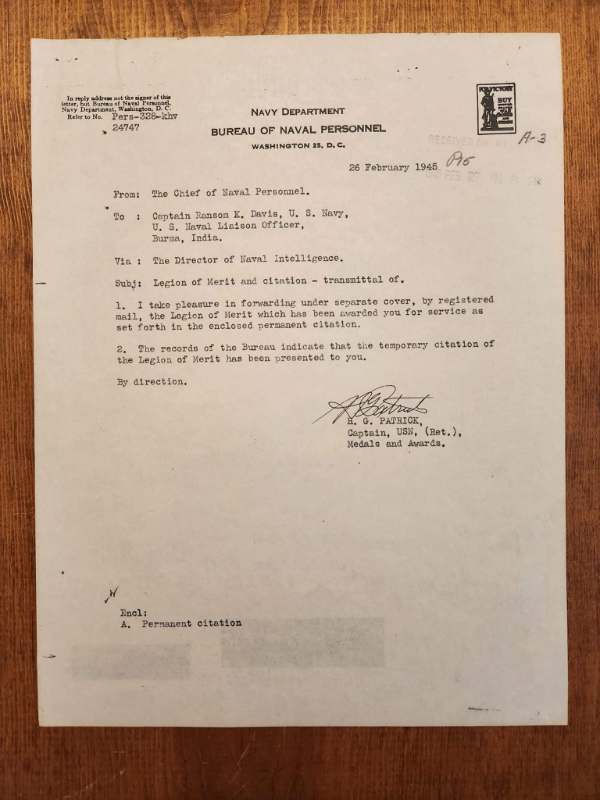 In reply address not the signer of this
letter, but Bureau of Naval Personnel,
Navy Department, Washington, D. C.
Refer to No. Pers-328-khv
24747
NAVY DEPARTMENT
BUREAU OF NAVAL PERSONNEL
WASHINGTON 25, D. C.
FOR VICTORY
BUY
A-3
26 February 1945
From: The Chief of Naval Personnel.
To : Captain Ranson K. Davis, U. S. Navy,
U. S. Naval Liaison Officer,
Burma, India.
Via : The Director of Naval Intelligence.
Subj: Legion of Merit and citation - transmittal of.
1. I take pleasure in forwarding under separate cover, by registered
mail, the Legion of Merit which has been awarded you for service as
set forth in the enclosed permanent citation.
2. The records of the Bureau indicate that the temporary citation of
the Legion of Merit has been presented to you.
By direction.
H. G. PATRICK,
Captain, USN, (Ret.),
Medals and Awards.
Encl:
A. Permanent citation